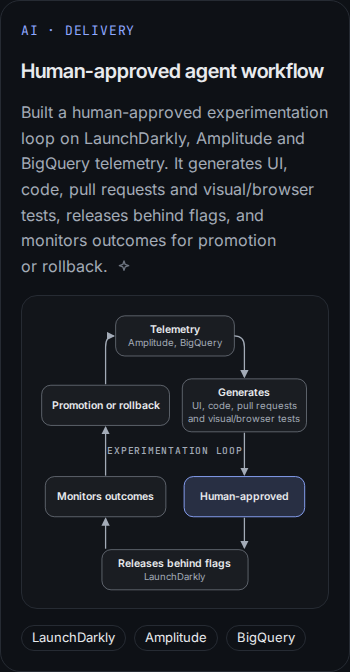 AI · DELIVERY
Human-approved agent workflow
Built a human-approved experimentation
loop on LaunchDarkly, Amplitude and
BigQuery telemetry. It generates UI,
code, pull requests and visual/browser
tests, releases behind flags, and
monitors outcomes for promotion
or rollback.
Telemetry
Amplitude, BigQuery
Generates
UI, code, pull requests
and visual/browser tests
Promotion or rollback
EXPERIMENTATION LOOP
Monitors outcomes
Human-approved
Releases behind flags
LaunchDarkly
LaunchDarkly
Amplitude
BigQuery